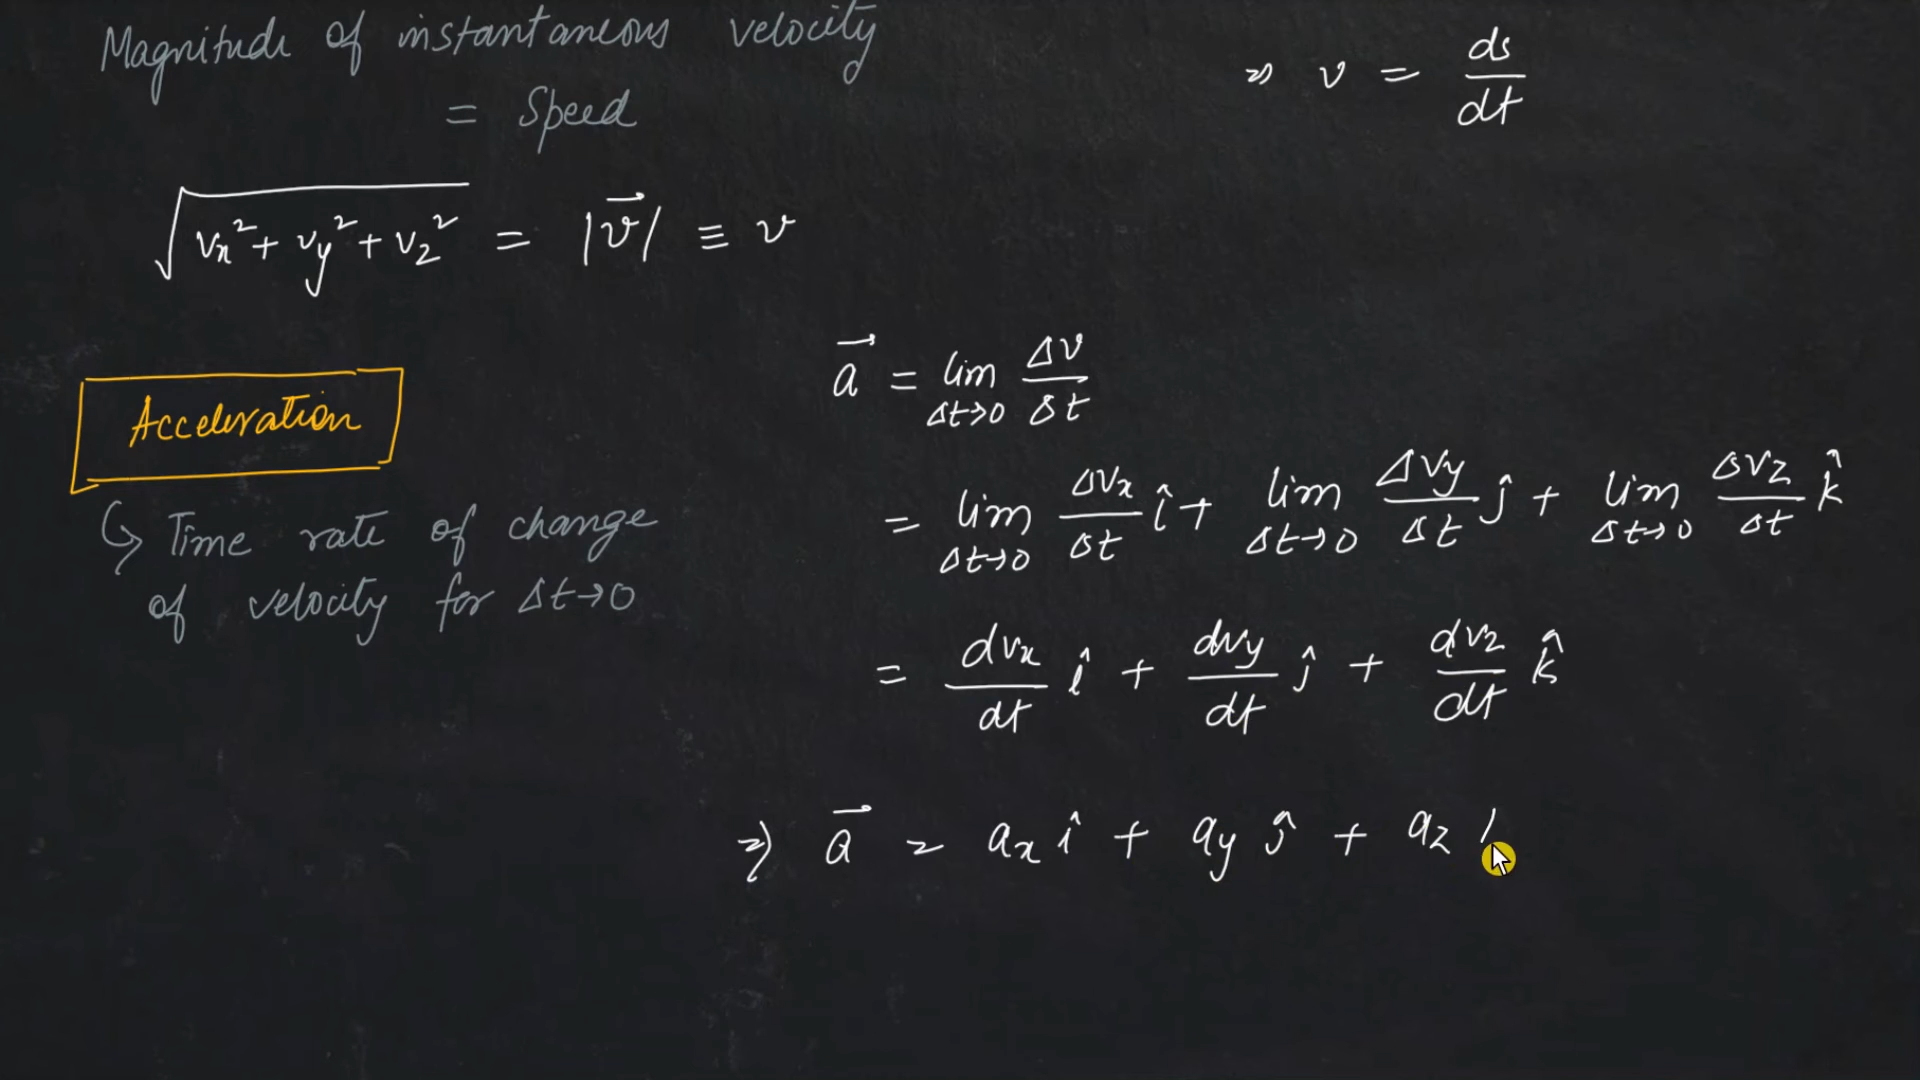 Magnitude of instantaneous velocity
= Speed
⇒ v = ds/dt
√(vx² + vy² + vz²) = |v⃗| ≡ v
Acceleration
↳ Time rate of change
of velocity for Δt→0
a⃗ = lim Δt→0 Δv/Δt
= lim Δt→0 Δvx/Δt î + lim Δt→0 Δvy/Δt ĵ + lim Δt→0 Δvz/Δt k̂
= dvx/dt î + dvy/dt ĵ + dvz/dt k̂
⇒ a⃗ = ax î + ay ĵ + az